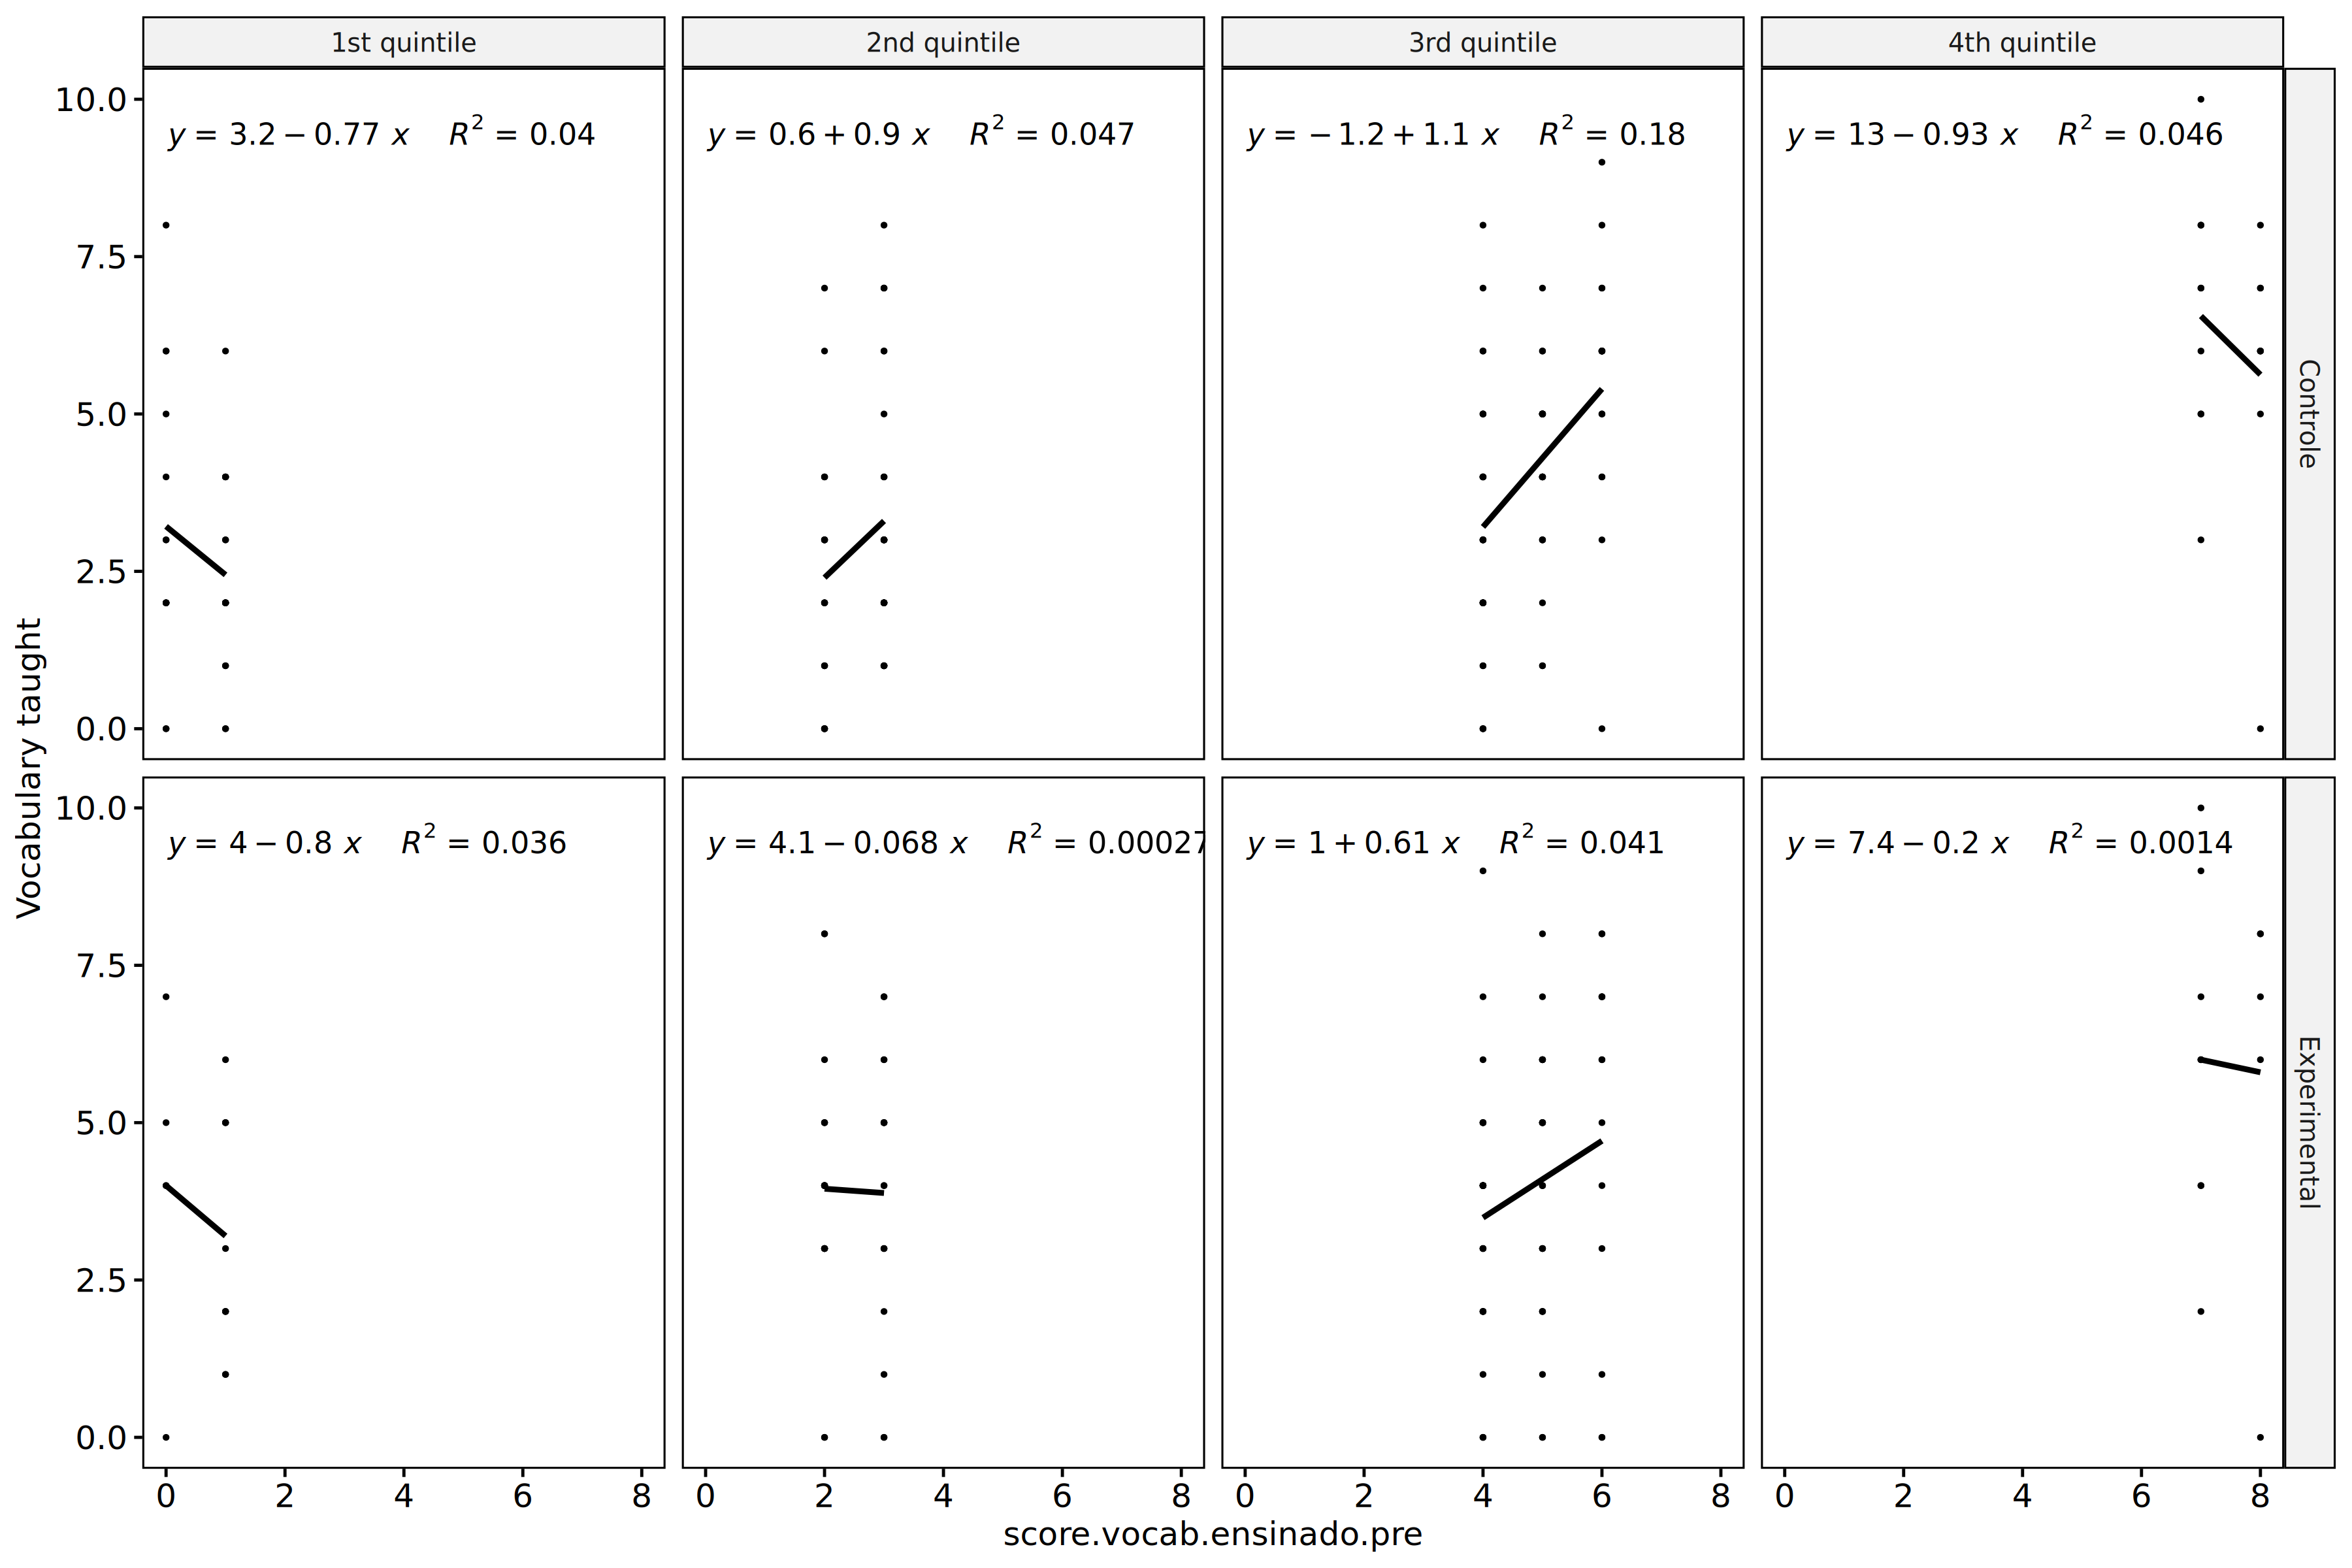 1st quintile 2nd quintile 3rd quintile 4th quintile
10.0
7.5
5.0
2.5
0.0
y = 3.2 − 0.77 x R² = 0.04
y = 0.6 + 0.9 x R² = 0.047
y = − 1.2 + 1.1 x R² = 0.18
y = 13 − 0.93 x R² = 0.046
Controle
Vocabulary taught
10.0
7.5
5.0
2.5
0.0
y = 4 − 0.8 x R² = 0.036
y = 4.1 − 0.068 x R² = 0.00027
y = 1 + 0.61 x R² = 0.041
y = 7.4 − 0.2 x R² = 0.0014
Experimental
0 2 4 6 8 0 2 4 6 8 0 2 4 6 8 0 2 4 6 8
score.vocab.ensinado.pre